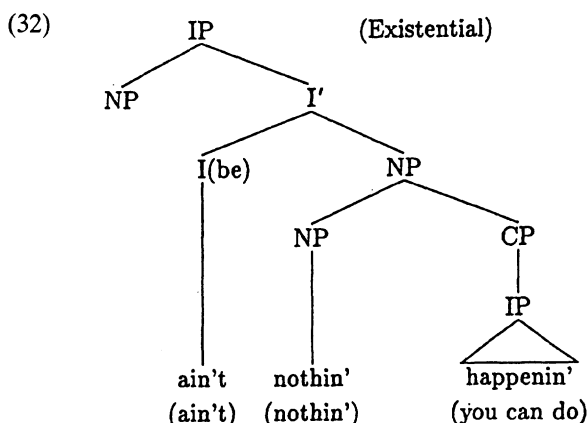 (32) IP (Existential)
NP I′
I(be) NP
NP CP
IP
ain't nothin' happenin'
(ain't) (nothin') (you can do)